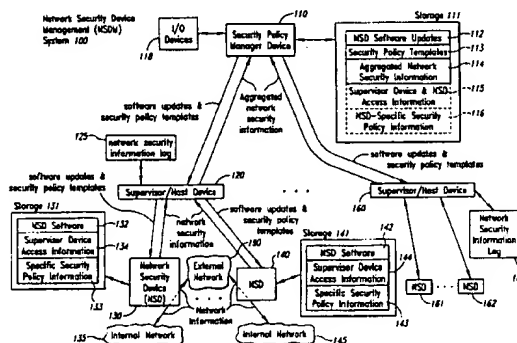 Network Security Device
Management (NSDM)
System 100
I/O
Devices
118
110
Security Policy
Manager Device
Storage 111
NSD Software Updates
112
Security Policy Templates
113
Aggregated Network
Security Information
114
Supervisor Device & NSD
Access Information
115
NSD-Specific Security
Policy Information
116
software updates &
security policy templates
Aggregated
network
security
information
125
network security
information log
software updates &
security policy templates
software updates &
security policy templates
120
Supervisor/Host Device
. . .
160
Supervisor/Host Device
network
security
information
software updates &
security policy
templates
Storage 131
132
NSD Software
134
Supervisor Device
Access Information
Specific Security
Policy Information
133
Network
Security
Device
(NSD)
130
190
External
Network
140
NSD
Storage 141
142
NSD Software
Supervisor Device
Access Information
144
Specific Security
Policy Information
143
Network
Security
Information
Log
NSD
161
. . .
NSD
162
Network
Information
135
Internal Network
Internal Network
145